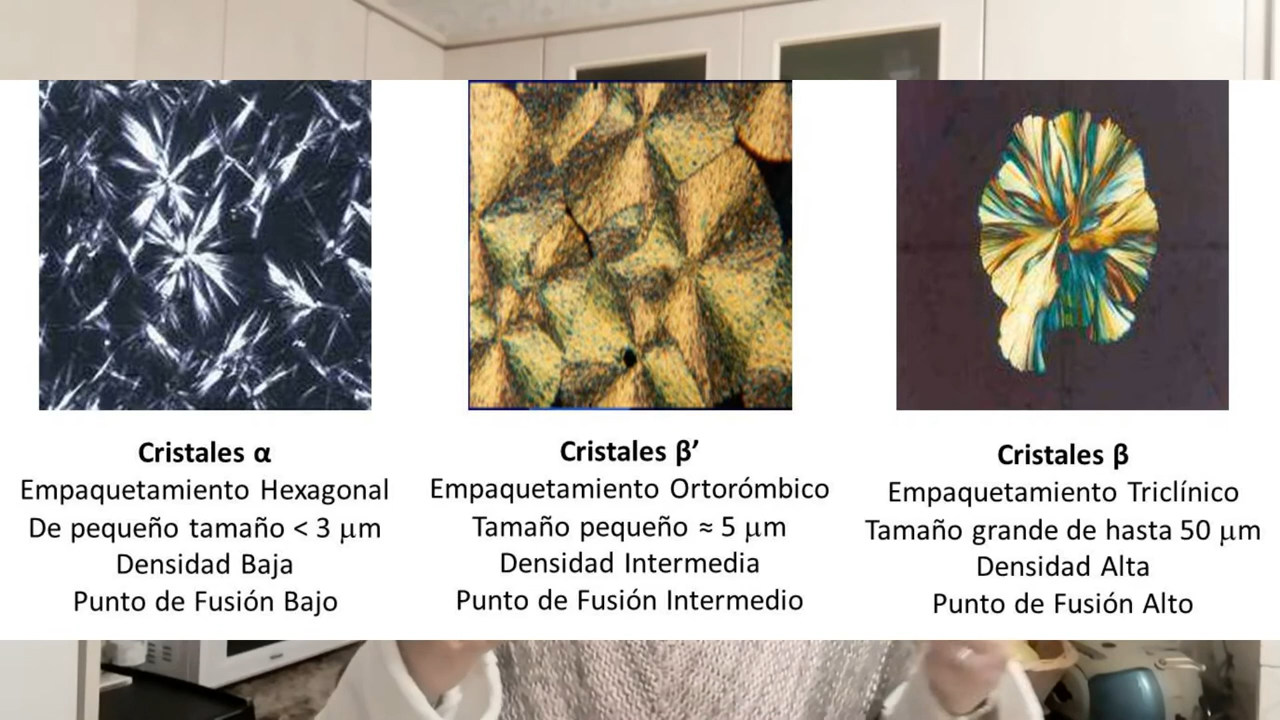 Cristales α
Empaquetamiento Hexagonal
De pequeño tamaño < 3 μm
Densidad Baja
Punto de Fusión Bajo
Cristales β’
Empaquetamiento Ortorómbico
Tamaño pequeño ≈ 5 μm
Densidad Intermedia
Punto de Fusión Intermedio
Cristales β
Empaquetamiento Triclínico
Tamaño grande de hasta 50 μm
Densidad Alta
Punto de Fusión Alto